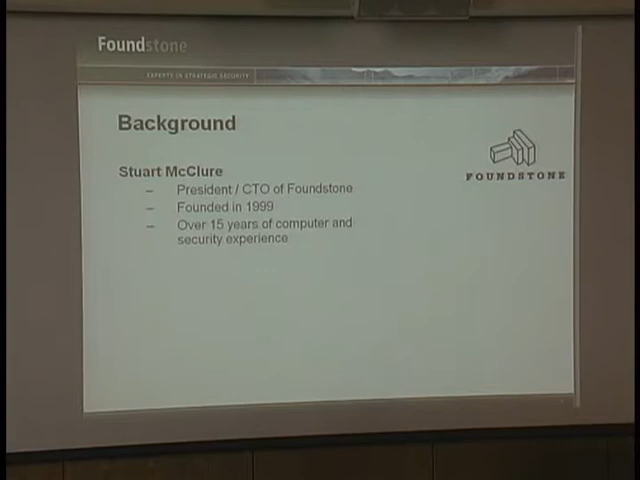 Foundstone
EXPERTS IN STRATEGIC SECURITY
Background
FOUNDSTONE
Stuart McClure
– President / CTO of Foundstone
– Founded in 1999
– Over 15 years of computer and
security experience